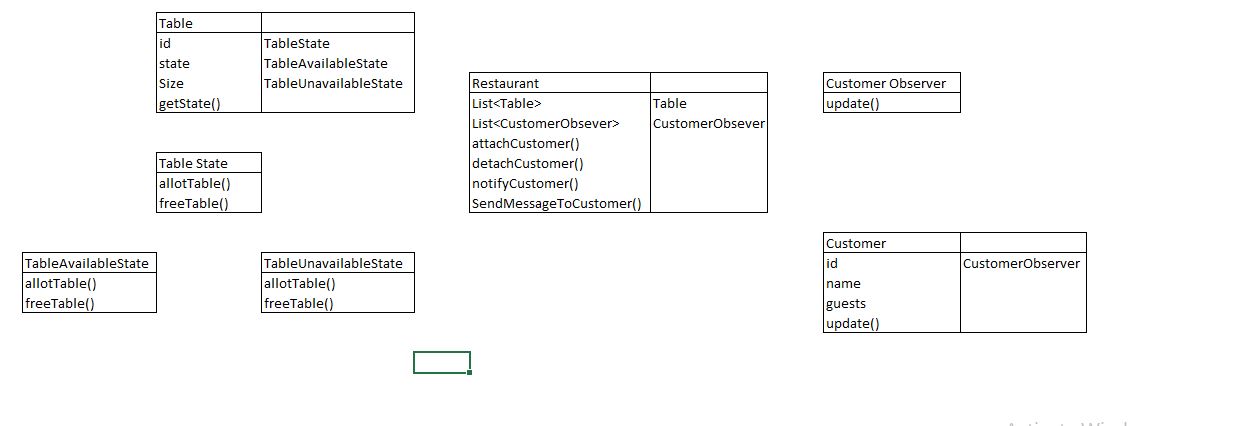 Table
id TableState
state TableAvailableState
Size TableUnavailableState
getState()
Table State
allotTable()
freeTable()
TableAvailableState
allotTable()
freeTable()
TableUnavailableState
allotTable()
freeTable()
Restaurant
List<Table> Table
List<CustomerObsever> CustomerObsever
attachCustomer()
detachCustomer()
notifyCustomer()
SendMessageToCustomer()
Customer Observer
update()
Customer
id CustomerObserver
name
guests
update()